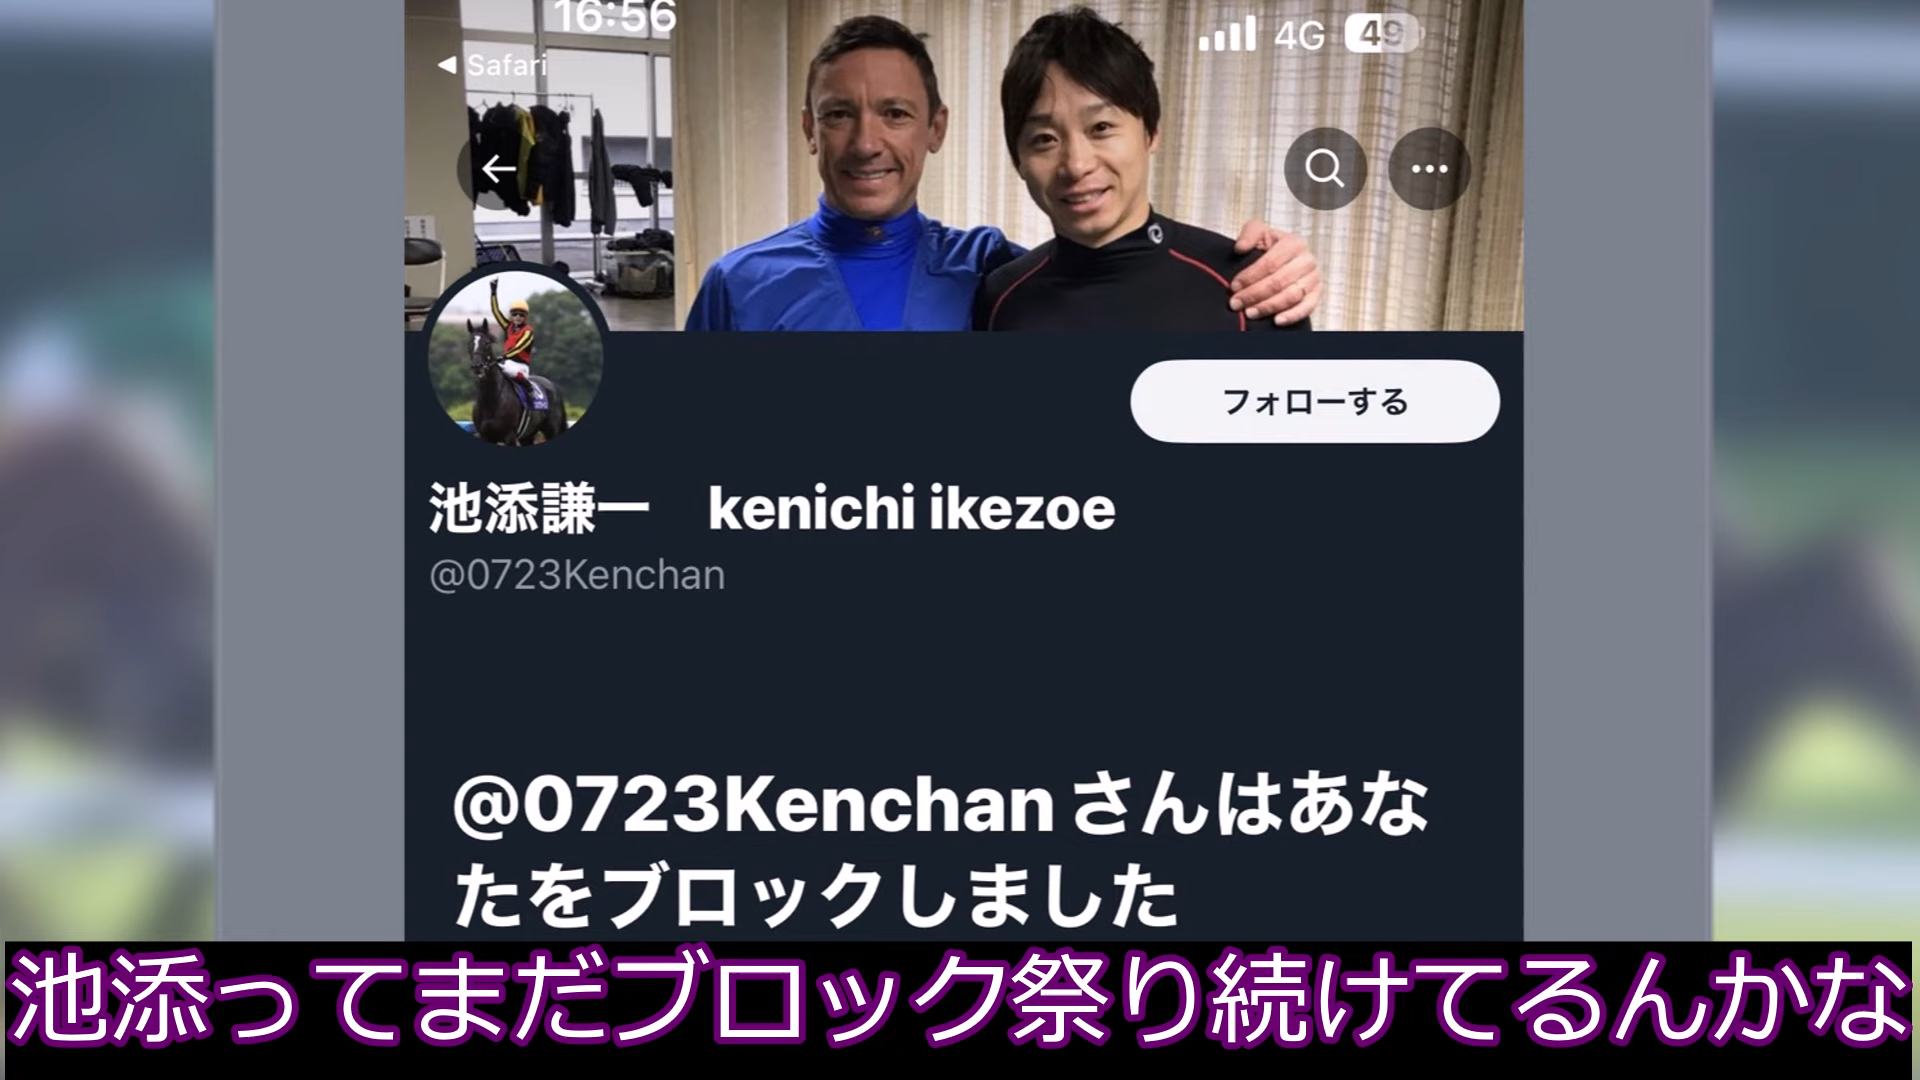 16:56
4G 49
◀ Safari
フォローする
池添謙一　kenichi ikezoe
@0723Kenchan
@0723Kenchanさんはあな
たをブロックしました
池添ってまだブロック祭り続けてるんかな